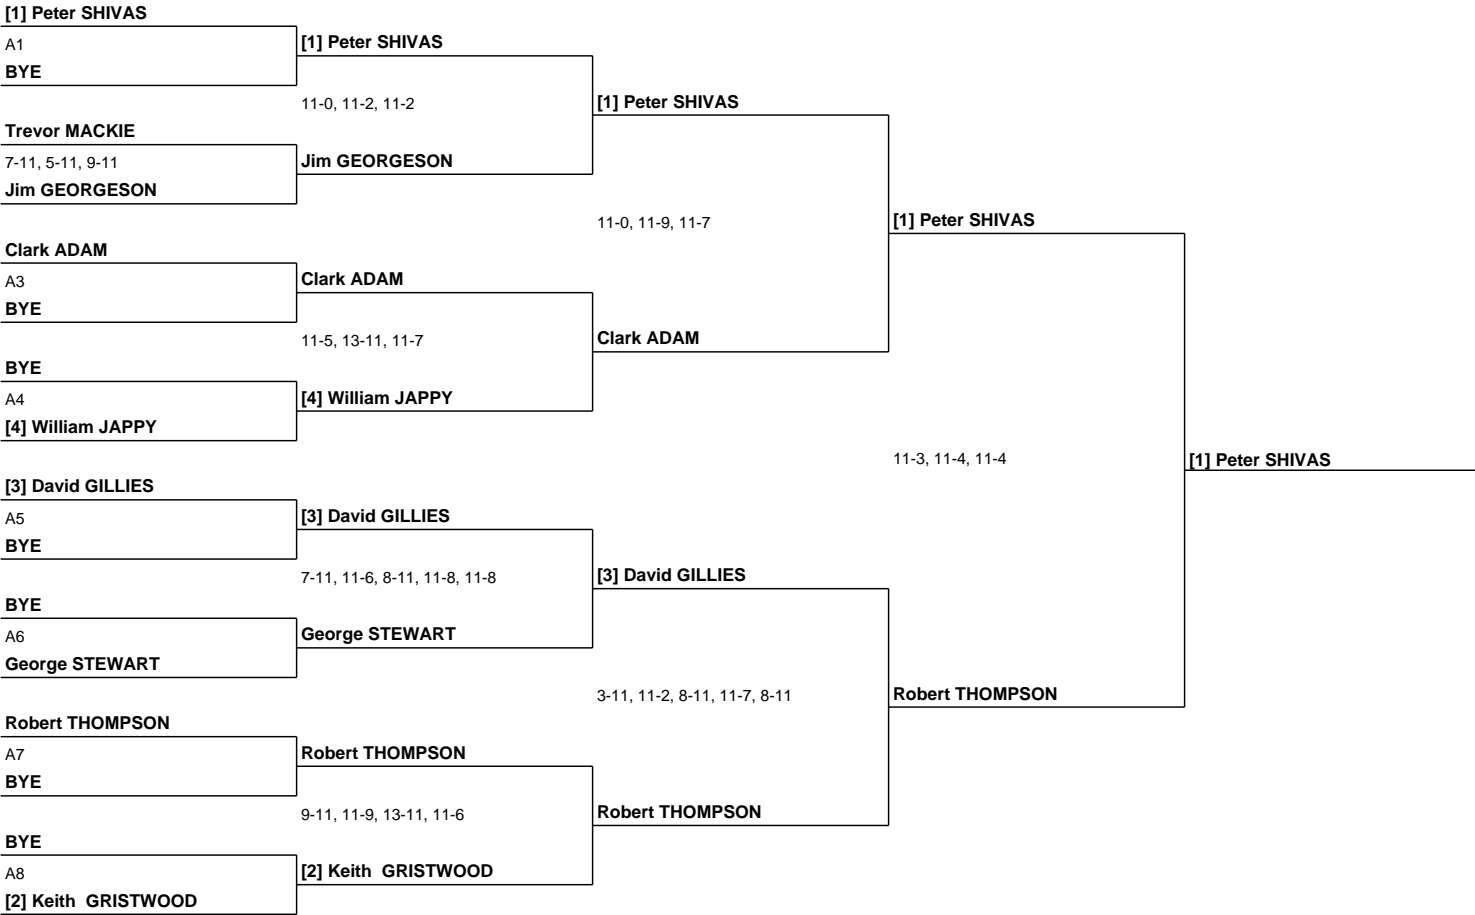 [1] Peter SHIVAS
A1
BYE
Trevor MACKIE
7-11, 5-11, 9-11
Jim GEORGESON
Clark ADAM
A3
BYE
BYE
A4
[4] William JAPPY
[3] David GILLIES
A5
BYE
BYE
A6
George STEWART
Robert THOMPSON
A7
BYE
BYE
A8
[2] Keith  GRISTWOOD
[1] Peter SHIVAS
11-0, 11-2, 11-2
Jim GEORGESON
Clark ADAM
11-5, 13-11, 11-7
[4] William JAPPY
[3] David GILLIES
7-11, 11-6, 8-11, 11-8, 11-8
George STEWART
Robert THOMPSON
9-11, 11-9, 13-11, 11-6
[2] Keith  GRISTWOOD
[1] Peter SHIVAS
11-0, 11-9, 11-7
Clark ADAM
[3] David GILLIES
3-11, 11-2, 8-11, 11-7, 8-11
Robert THOMPSON
[1] Peter SHIVAS
11-3, 11-4, 11-4
Robert THOMPSON
[1] Peter SHIVAS